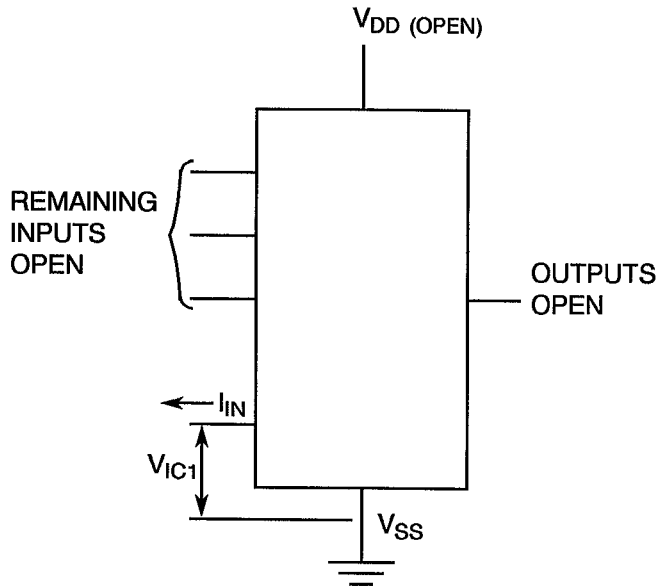 VDD (OPEN)
REMAINING
INPUTS
OPEN
OUTPUTS
OPEN
IIN
VIC1
VSS